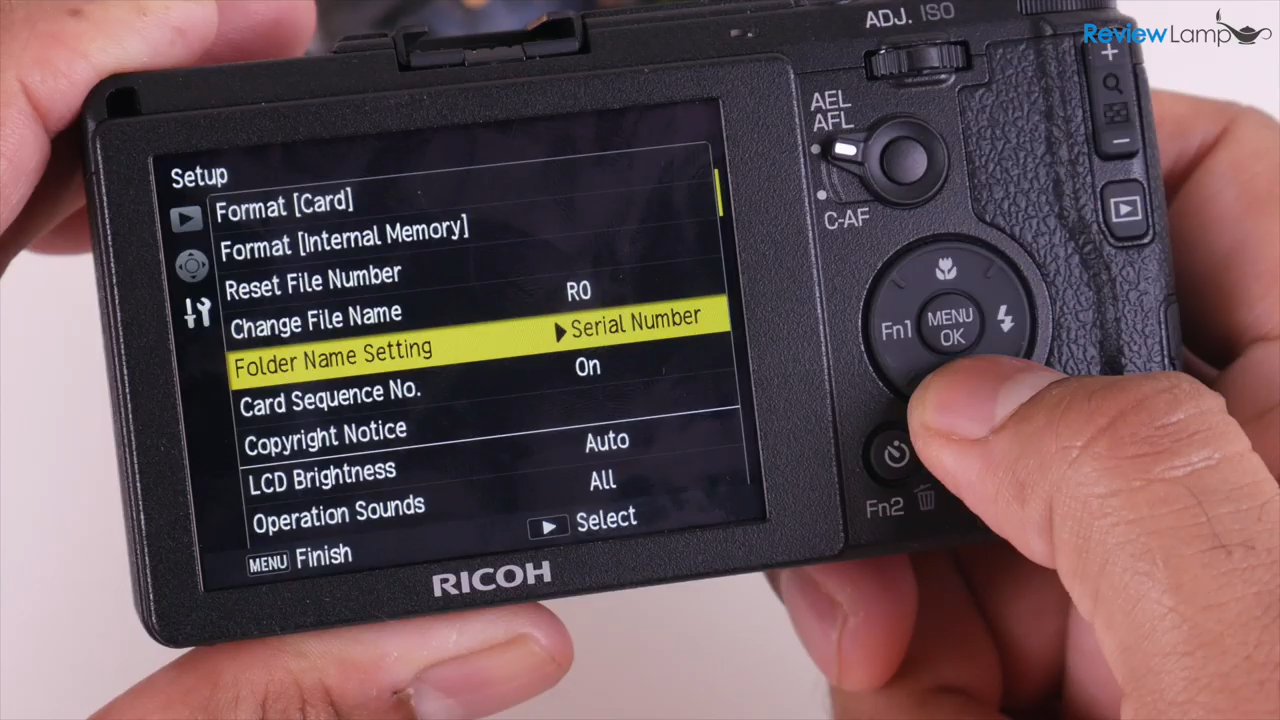 ReviewLamp
ADJ. ISO
AEL
AFL
C-AF
Setup
Format [Card]
Format [Internal Memory]
Reset File Number
Change File Name R0
Folder Name Setting Serial Number
Card Sequence No. On
Copyright Notice
LCD Brightness Auto
Operation Sounds All
MENU Finish Select
Fn1
MENU
OK
Fn2
RICOH